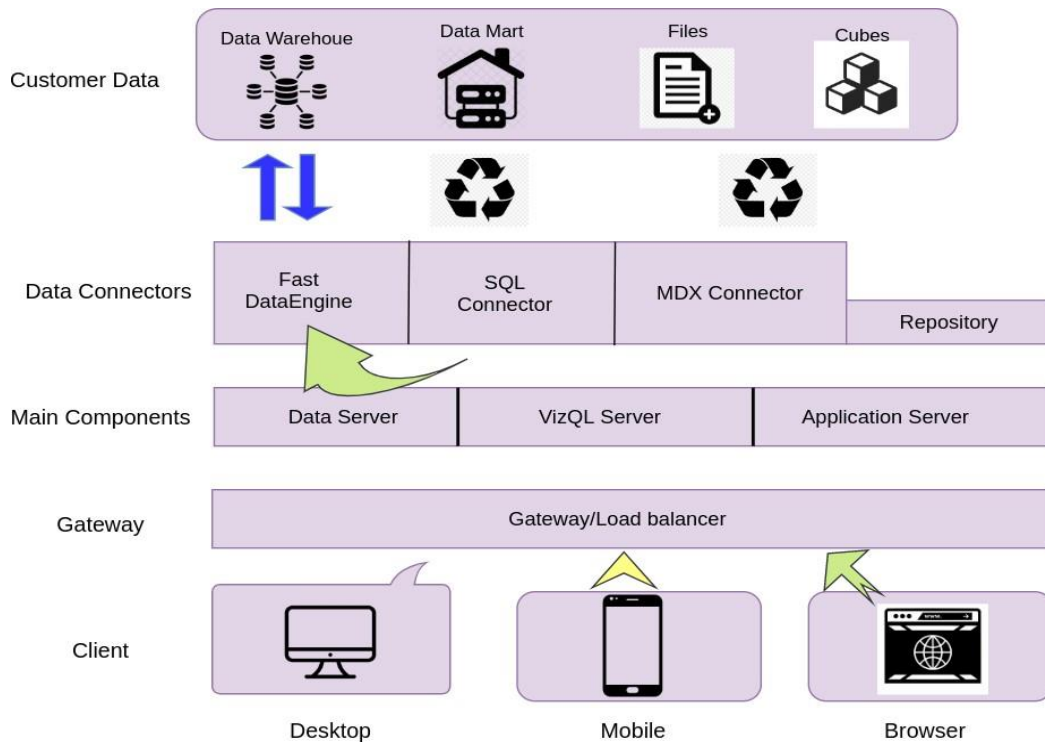 Data Warehoue
Data Mart
Files
Cubes
Customer Data
Fast
DataEngine
SQL
Connector
MDX Connector
Data Connectors
Repository
Main Components
Data Server
VizQL Server
Application Server
Gateway
Gateway/Load balancer
www.
Client
Desktop
Mobile
Browser